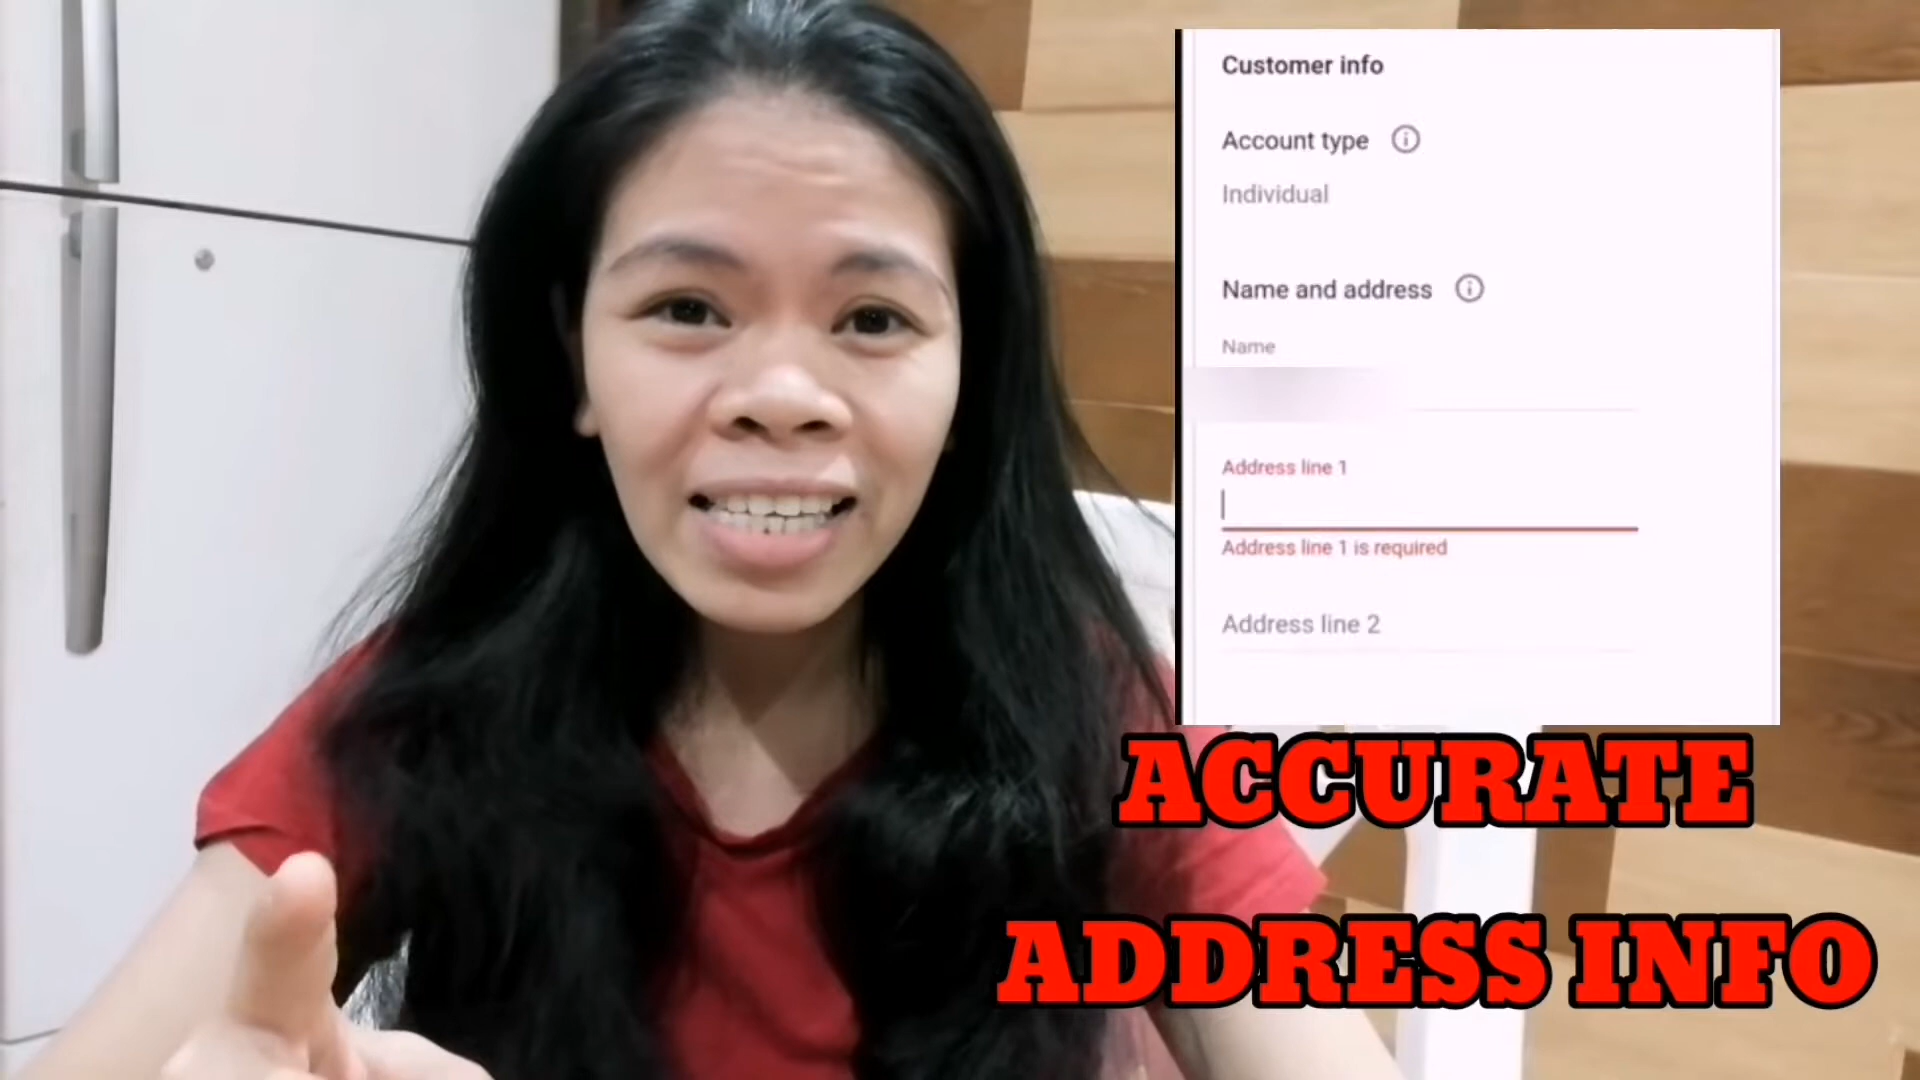 Customer info
Account type
Individual
Name and address
Name
Address line 1
Address line 1 is required
Address line 2
ACCURATE
ADDRESS INFO